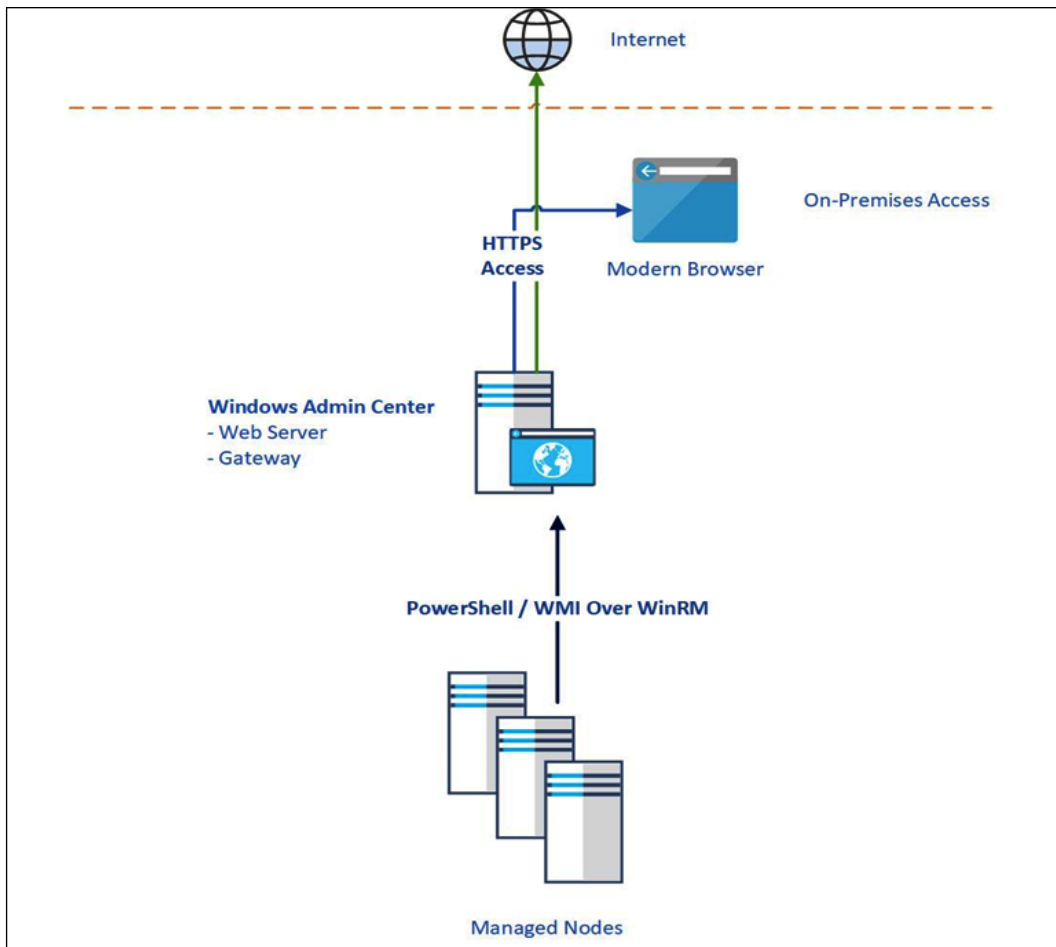 Internet
On-Premises Access
HTTPS
Access
Modern Browser
Windows Admin Center
- Web Server
- Gateway
PowerShell / WMI Over WinRM
Managed Nodes